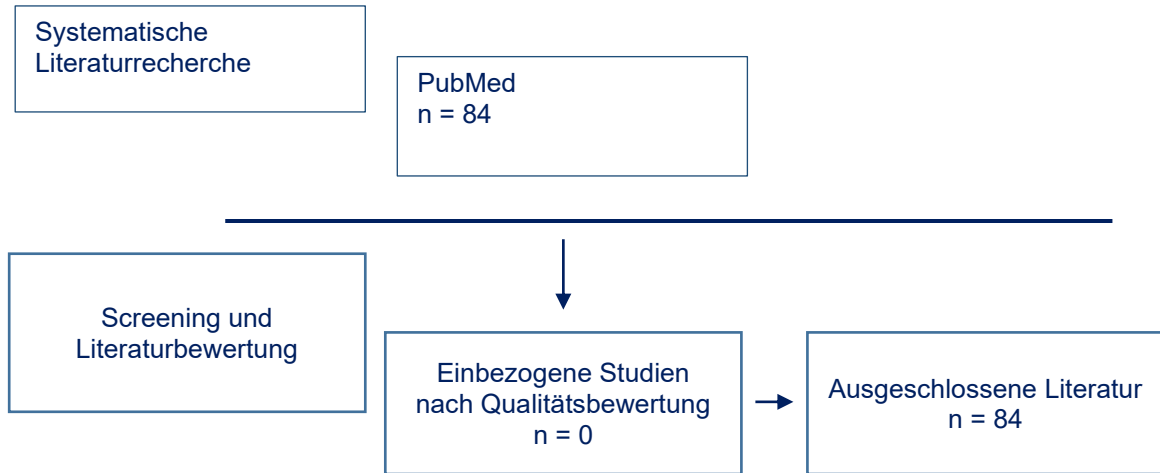 Systematische
Literaturrecherche
PubMed
n = 84
Screening und
Literaturbewertung
Einbezogene Studien
nach Qualitätsbewertung
n = 0
Ausgeschlossene Literatur
n = 84